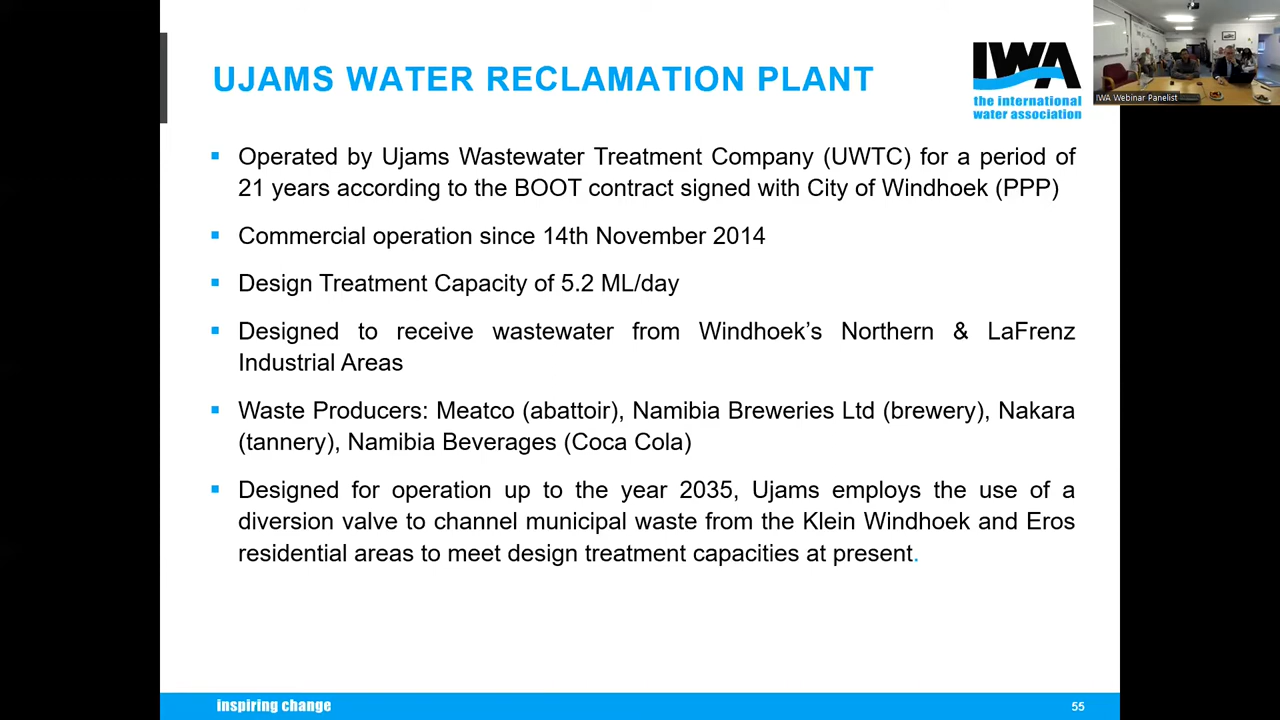 UJAMS WATER RECLAMATION PLANT
IWA
the international
water association
IWA Webinar Panelist
▪ Operated by Ujams Wastewater Treatment Company (UWTC) for a period of
21 years according to the BOOT contract signed with City of Windhoek (PPP)
▪ Commercial operation since 14th November 2014
▪ Design Treatment Capacity of 5.2 ML/day
▪ Designed to receive wastewater from Windhoek’s Northern & LaFrenz
Industrial Areas
▪ Waste Producers: Meatco (abattoir), Namibia Breweries Ltd (brewery), Nakara
(tannery), Namibia Beverages (Coca Cola)
▪ Designed for operation up to the year 2035, Ujams employs the use of a
diversion valve to channel municipal waste from the Klein Windhoek and Eros
residential areas to meet design treatment capacities at present.
inspiring change
55